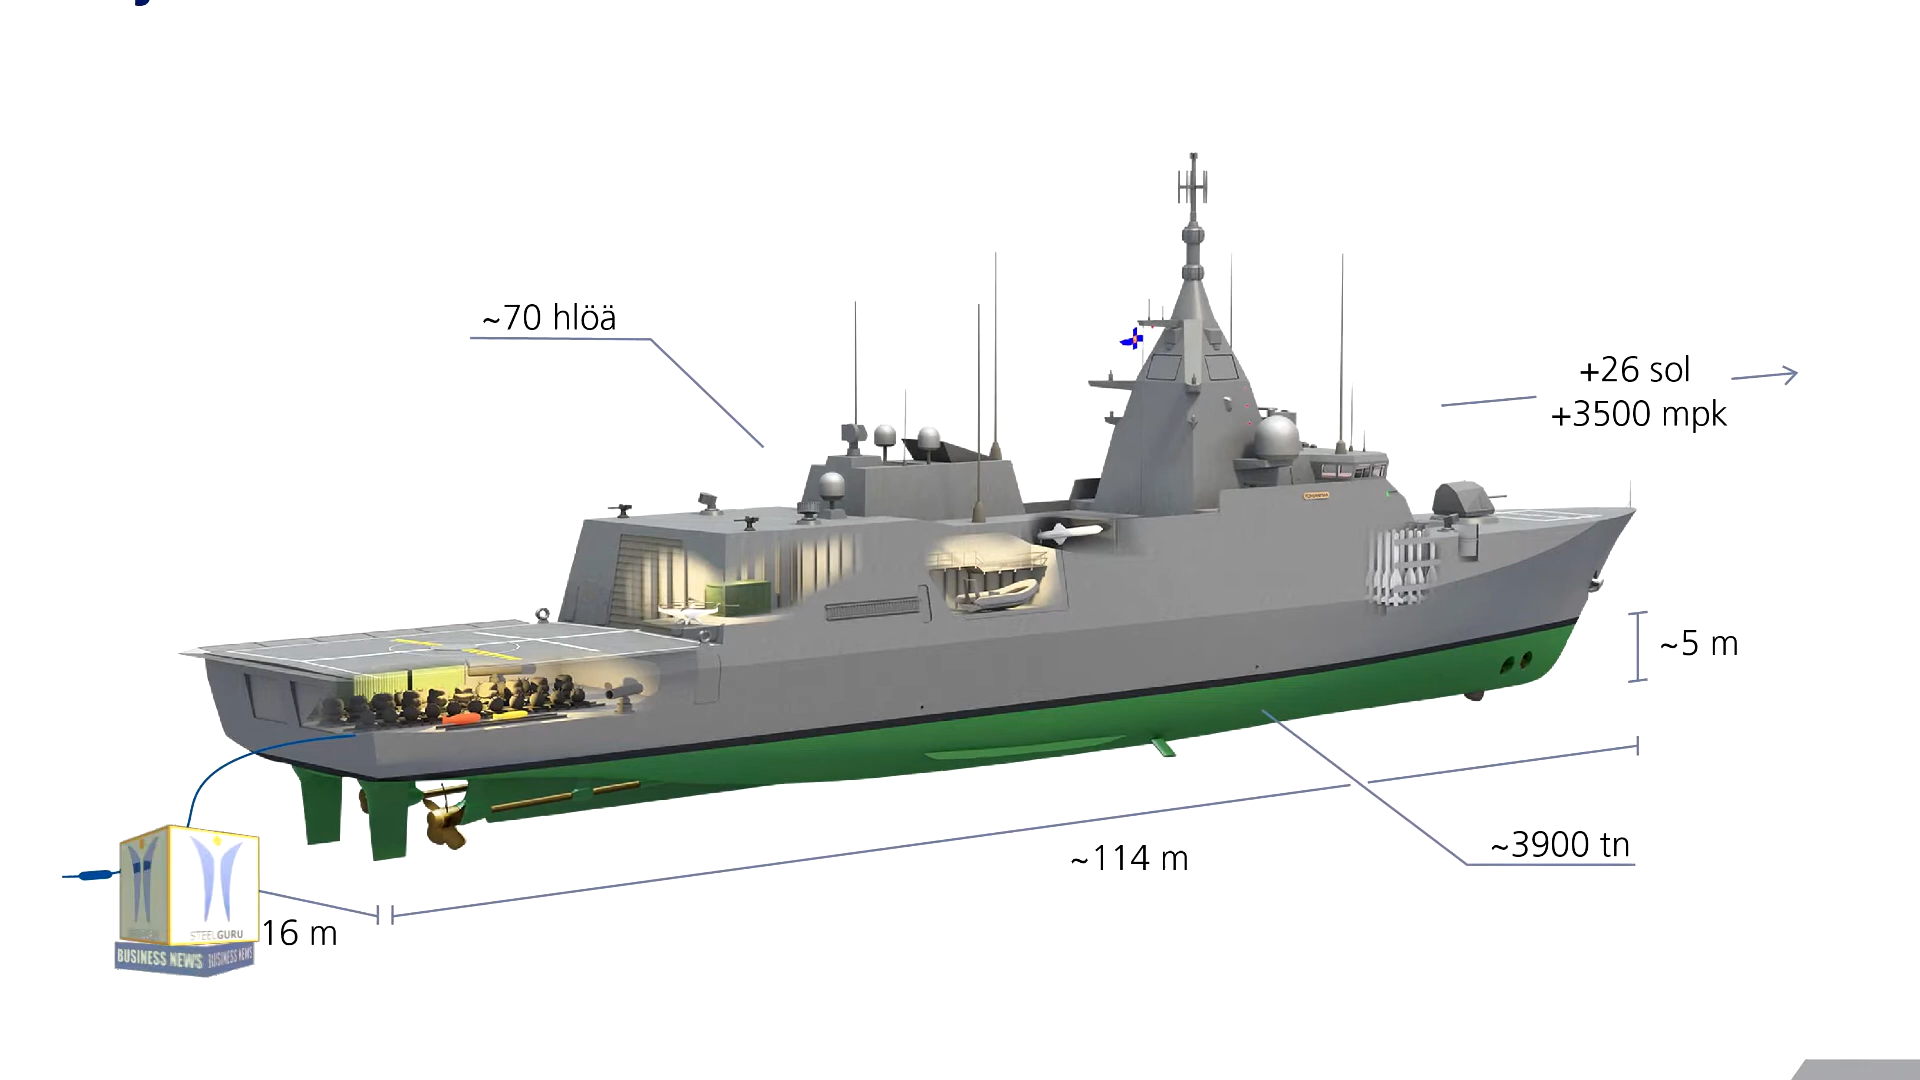 ~70 hlöä
+26 sol
+3500 mpk
~5 m
~3900 tn
~114 m
16 m
STEELGURU
BUSINESS NEWS
BUSINESS NEWS